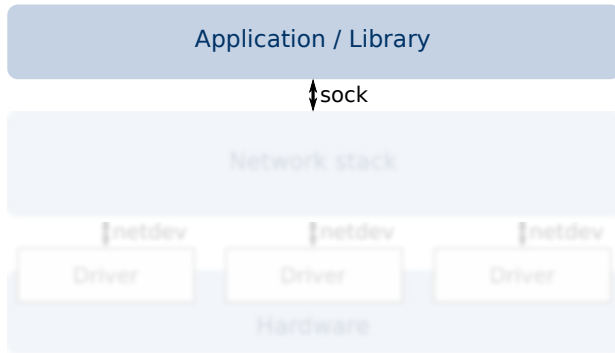 Application / Library
sock
Network stack
netdev netdev netdev
Driver Driver Driver
Hardware